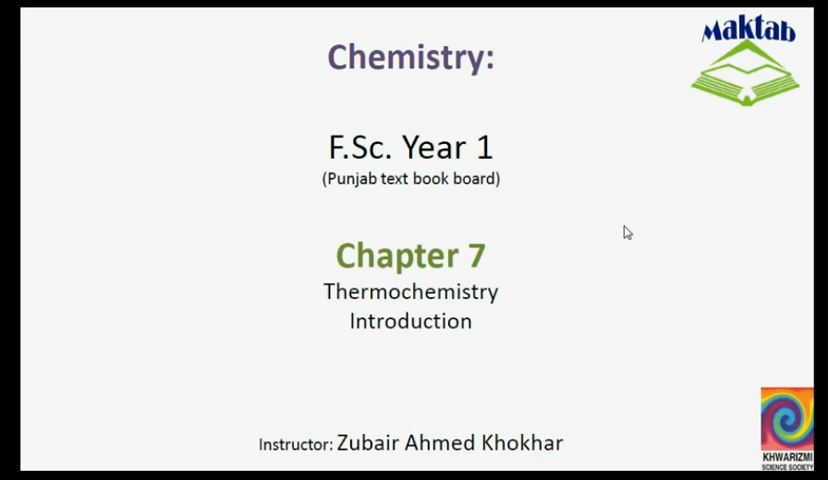 Maktab
Chemistry:
F.Sc. Year 1
(Punjab text book board)
Chapter 7
Thermochemistry
Introduction
Instructor: Zubair Ahmed Khokhar
KHWARIZMI
SCIENCE SOCIETY